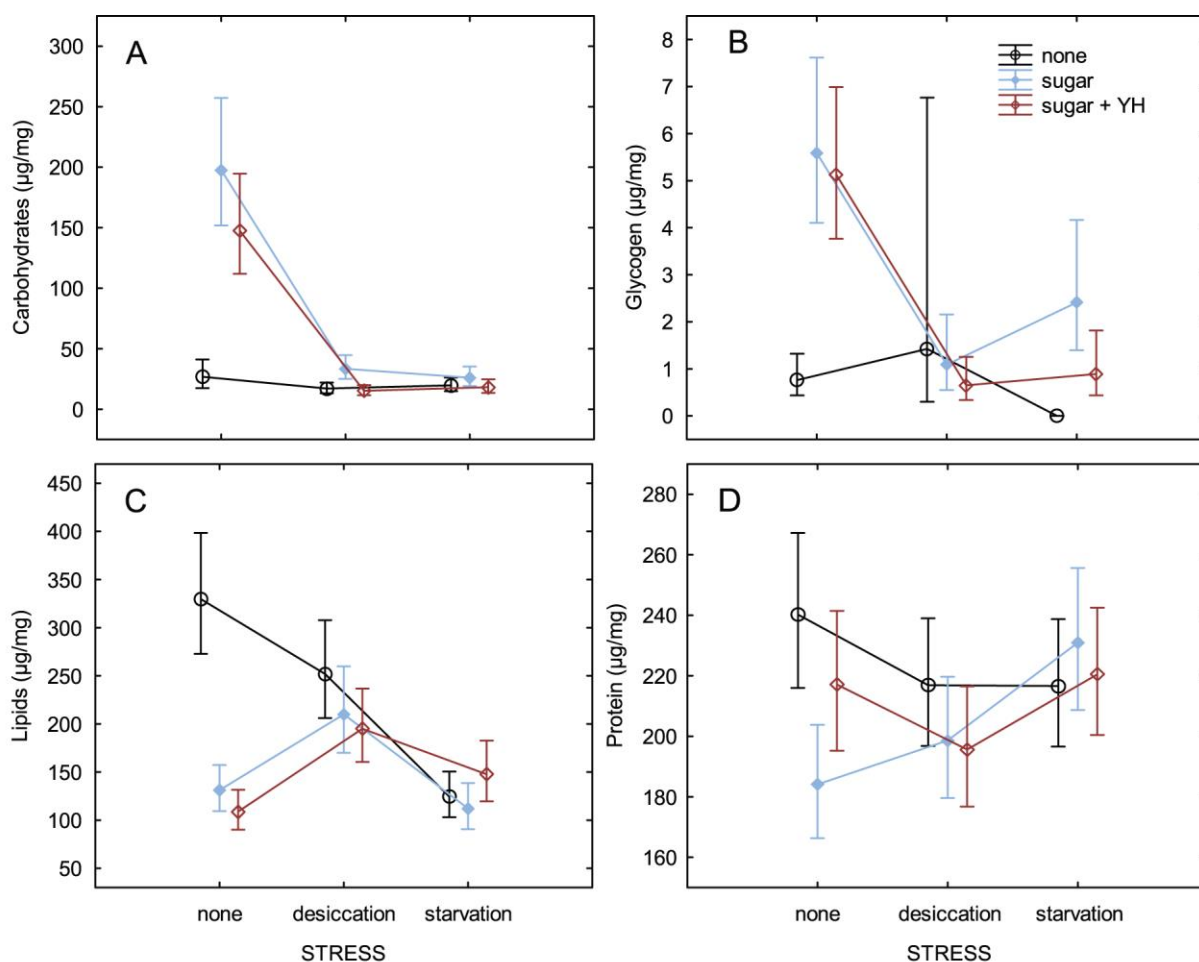 A
300
250
200
150
100
50
0
Carbohydrates (µg/mg)
B
8
7
6
5
4
3
2
1
0
Glycogen (µg/mg)
none
sugar
sugar + YH
C
450
400
350
300
250
200
150
100
50
Lipids (µg/mg)
none desiccation starvation
STRESS
D
280
260
240
220
200
180
160
Protein (µg/mg)
none desiccation starvation
STRESS